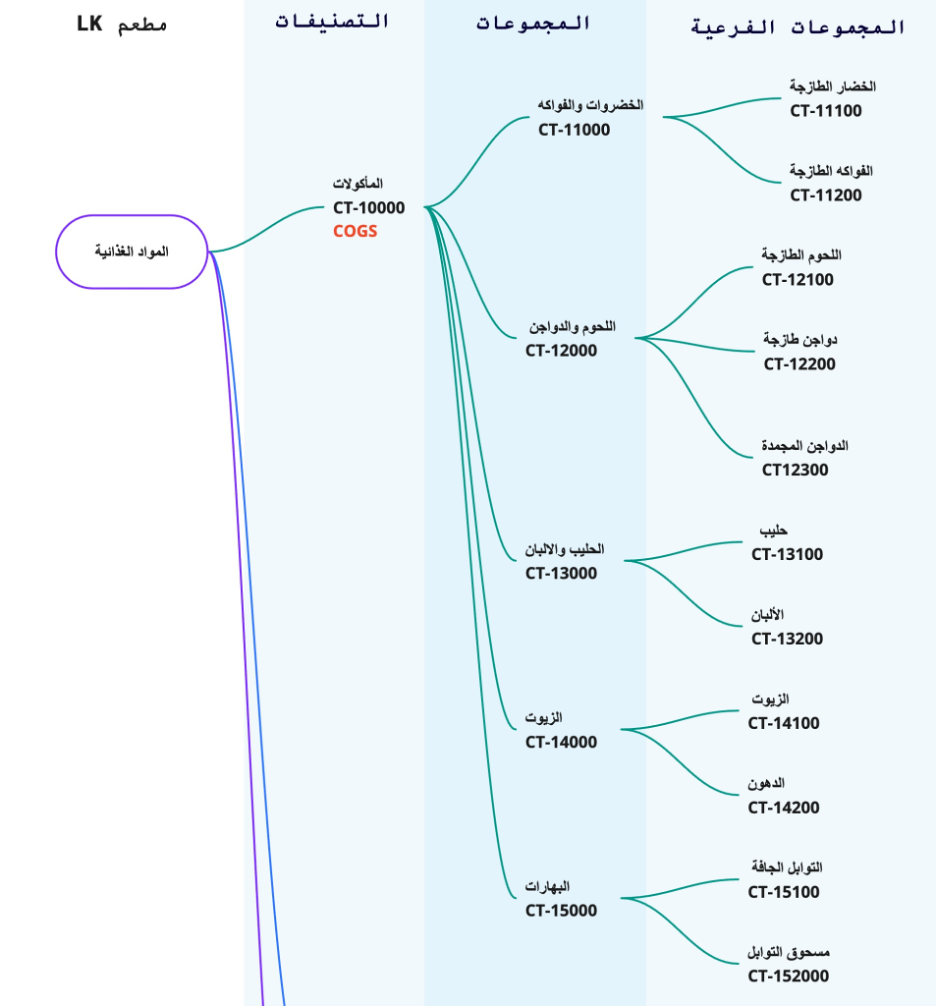 مطعم LK
التصنيفات
المجموعات
المجموعات الفرعية
المواد الغذائية
المأكولات
CT-10000
COGS
الخضروات والفواكه
CT-11000
الخضار الطازجة
CT-11100
الفواكه الطازجة
CT-11200
اللحوم والدواجن
CT-12000
اللحوم الطازجة
CT-12100
دواجن طازجة
CT-12200
الدواجن المجمدة
CT12300
الحليب والالبان
CT-13000
حليب
CT-13100
الألبان
CT-13200
الزيوت
CT-14000
الزيوت
CT-14100
الدهون
CT-14200
البهارات
CT-15000
التوابل الجافة
CT-15100
مسحوق التوابل
CT-152000